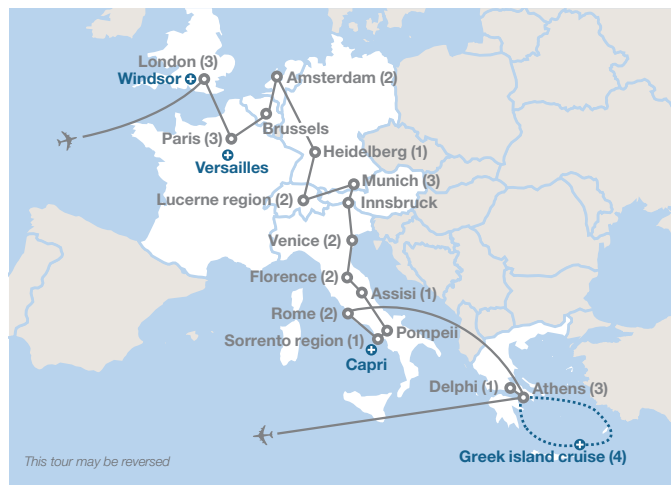 London (3)
Windsor
Amsterdam (2)
Brussels
Paris (3)
Versailles
Heidelberg (1)
Munich (3)
Lucerne region (2)
Innsbruck
Venice (2)
Florence (2)
Assisi (1)
Rome (2)
Pompeii
Sorrento region (1)
Capri
Delphi (1)
Athens (3)
Greek island cruise (4)
This tour may be reversed